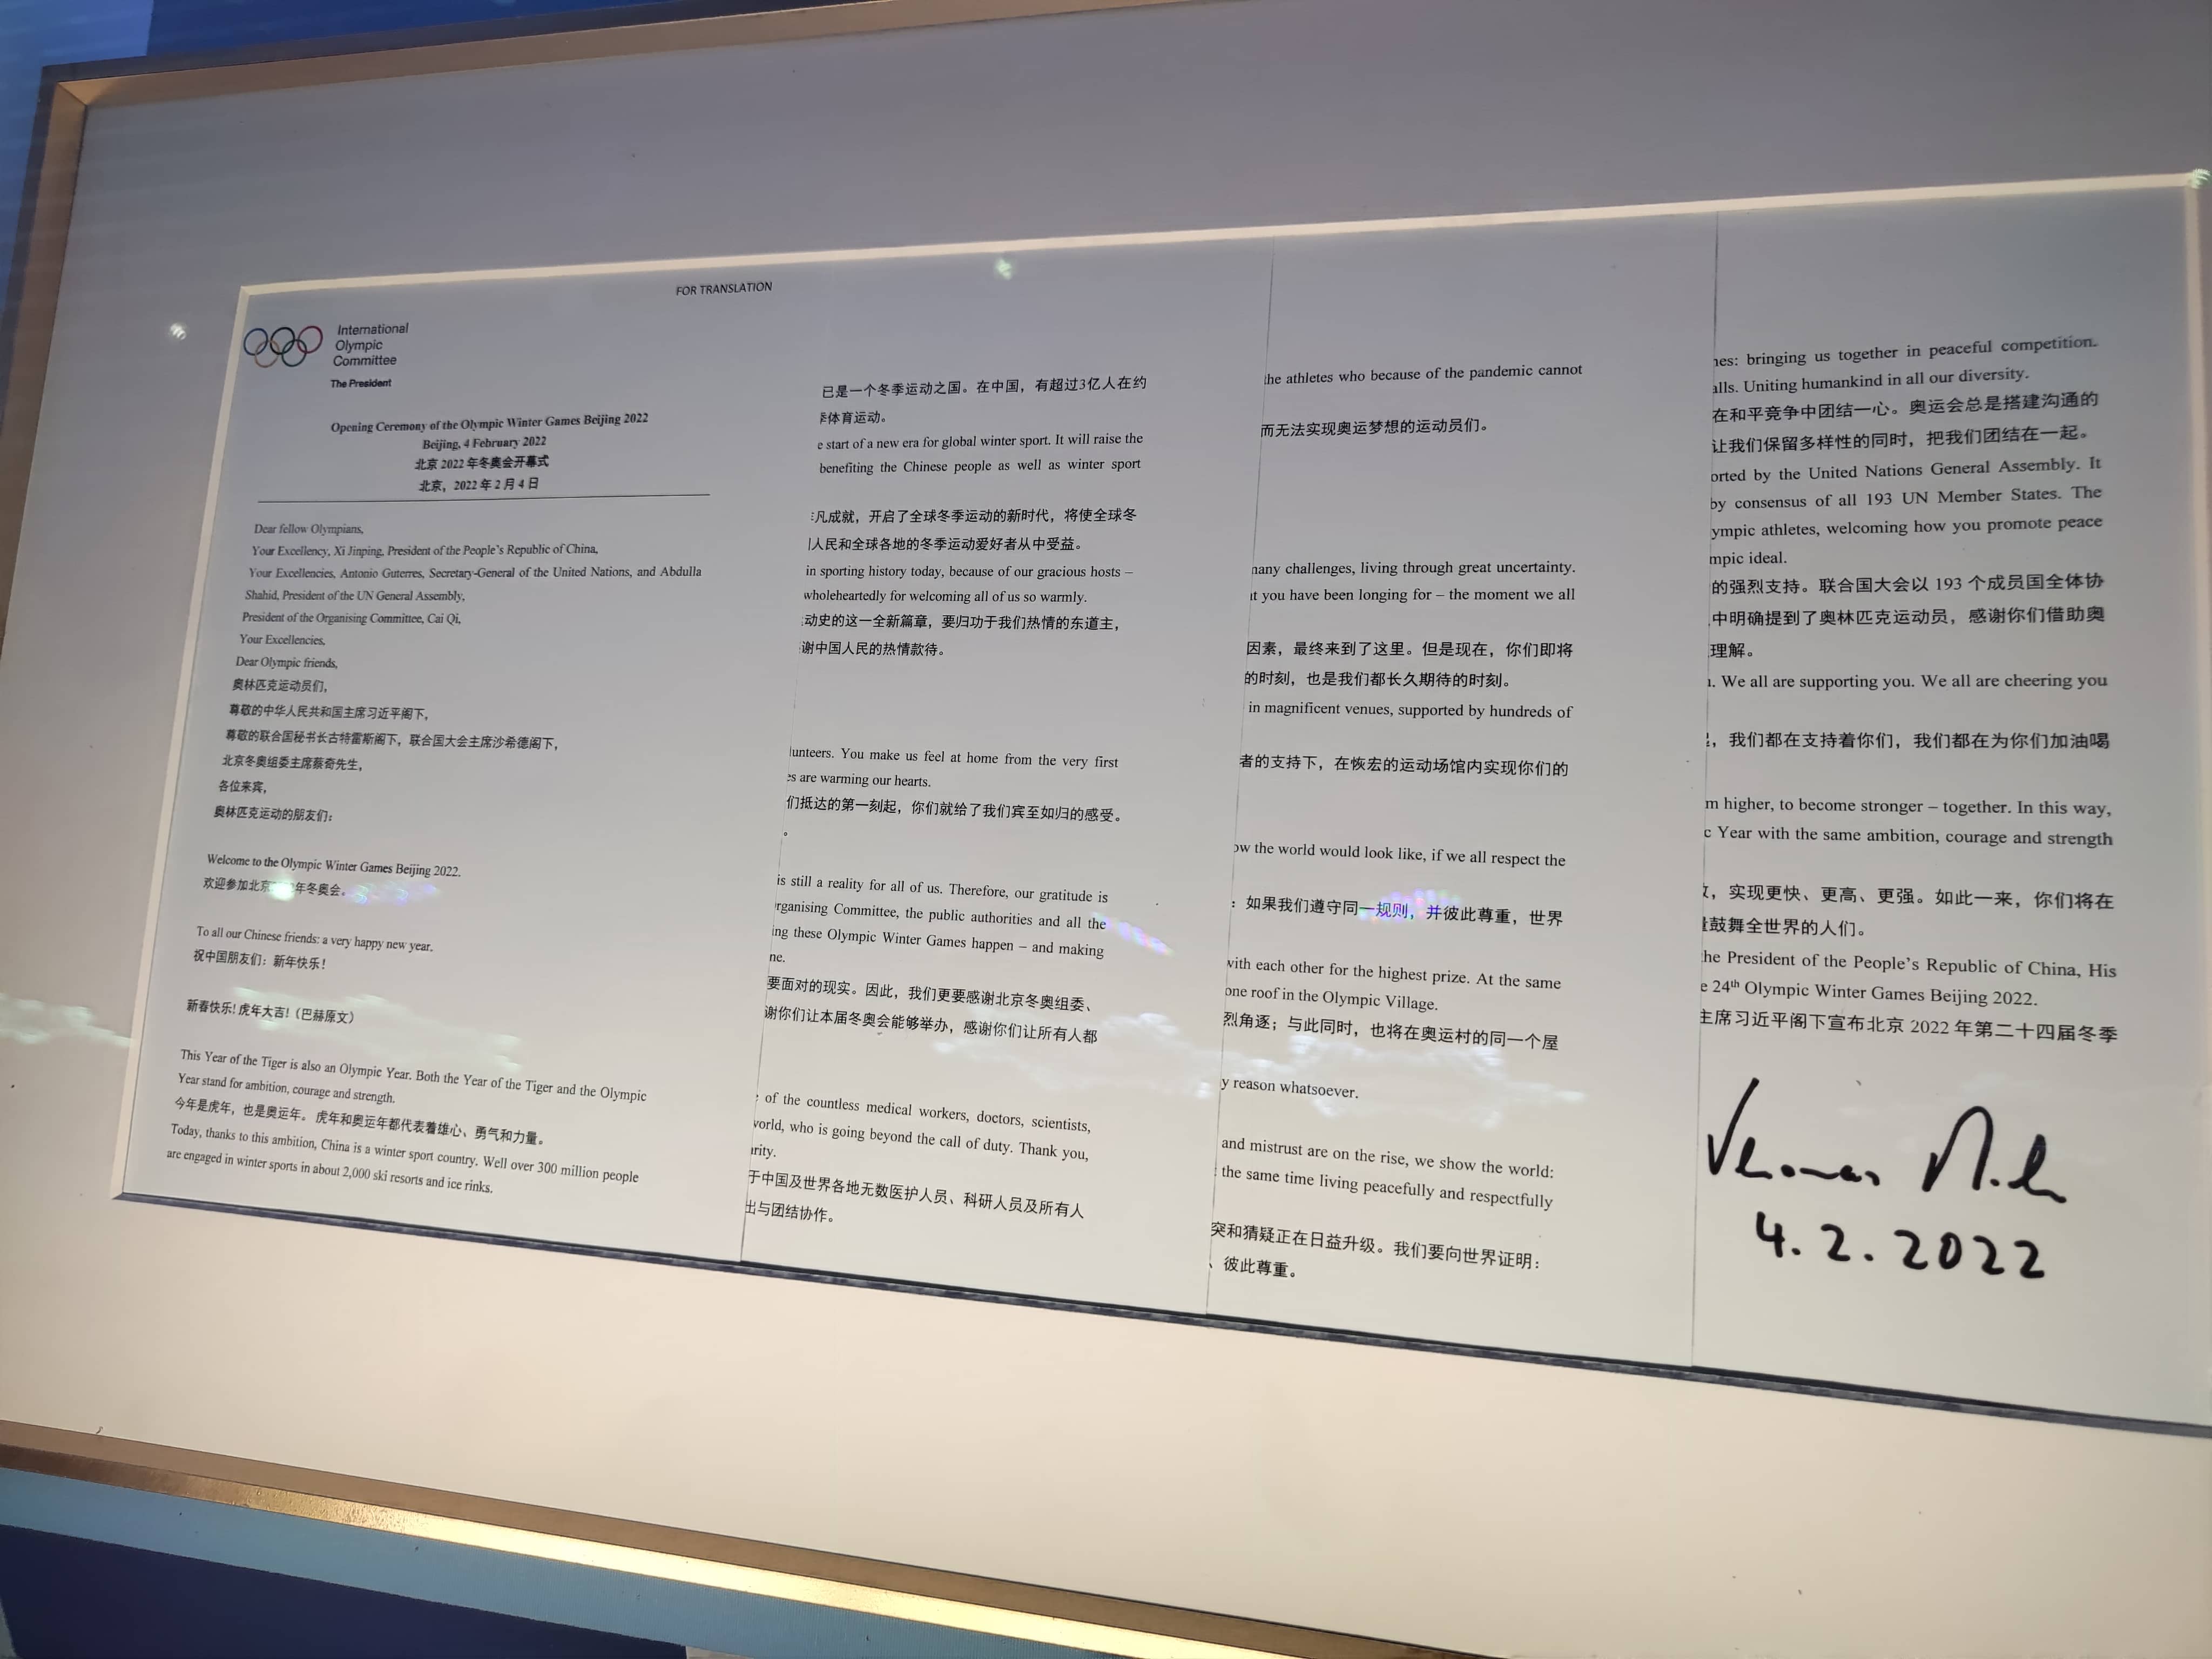 FOR TRANSLATION
International
Olympic
Committee
The President
Opening Ceremony of the Olympic Winter Games Beijing 2022
Beijing, 4 February 2022
北京 2022 年冬奥会开幕式
北京，2022 年 2 月 4 日
Dear fellow Olympians,
Your Excellency, Xi Jinping, President of the People's Republic of China,
Your Excellencies, Antonio Guterres, Secretary-General of the United Nations, and Abdulla
Shahid, President of the UN General Assembly,
President of the Organising Committee, Cai Qi,
Your Excellencies,
Dear Olympic friends,
奥林匹克运动员们，
尊敬的中华人民共和国主席习近平阁下，
尊敬的联合国秘书长古特雷斯阁下，联合国大会主席沙希德阁下，
北京冬奥组委主席蔡奇先生，
各位来宾，
奥林匹克运动的朋友们：
Welcome to the Olympic Winter Games Beijing 2022.
欢迎参加北京年冬奥会。
To all our Chinese friends: a very happy new year.
祝中国朋友们：新年快乐！
新春快乐! 虎年大吉!（巴赫原文）
This Year of the Tiger is also an Olympic Year. Both the Year of the Tiger and the Olympic
Year stand for ambition, courage and strength.
今年是虎年，也是奥运年。 虎年和奥运年都代表着雄心、勇气和力量。
Today, thanks to this ambition, China is a winter sport country. Well over 300 million people
are engaged in winter sports in about 2,000 ski resorts and ice rinks.
已是一个冬季运动之国。在中国，有超过3亿人在约
体育运动。
e start of a new era for global winter sport. It will raise the
benefiting the Chinese people as well as winter sport
凡成就，开启了全球冬季运动的新时代，将使全球冬
人民和全球各地的冬季运动爱好者从中受益。
in sporting history today, because of our gracious hosts –
wholeheartedly for welcoming all of us so warmly.
动史的这一全新篇章，要归功于我们热情的东道主，
谢中国人民的热情款待。
lunteers. You make us feel at home from the very first
es are warming our hearts.
们抵达的第一刻起，你们就给了我们宾至如归的感受。
。
is still a reality for all of us. Therefore, our gratitude is
rganising Committee, the public authorities and all the
ing these Olympic Winter Games happen – and making
ne.
要面对的现实。因此，我们更要感谢北京冬奥组委、
谢你们让本届冬奥会能够举办，感谢你们让所有人都
of the countless medical workers, doctors, scientists,
world, who is going beyond the call of duty. Thank you,
arity.
于中国及世界各地无数医护人员、科研人员及所有人
出与团结协作。
the athletes who because of the pandemic cannot
而无法实现奥运梦想的运动员们。
many challenges, living through great uncertainty.
at you have been longing for – the moment we all
因素，最终来到了这里。但是现在，你们即将
的时刻，也是我们都长久期待的时刻。
in magnificent venues, supported by hundreds of
者的支持下，在恢宏的运动场馆内实现你们的
ow the world would look like, if we all respect the
：如果我们遵守同一规则，并彼此尊重，世界
with each other for the highest prize. At the same
one roof in the Olympic Village.
烈角逐；与此同时，也将在奥运村的同一个屋
y reason whatsoever.
and mistrust are on the rise, we show the world:
the same time living peacefully and respectfully
突和猜疑正在日益升级。我们要向世界证明：
、彼此尊重。
nes: bringing us together in peaceful competition.
alls. Uniting humankind in all our diversity.
在和平竞争中团结一心。奥运会总是搭建沟通的
让我们保留多样性的同时，把我们团结在一起。
orted by the United Nations General Assembly. It
by consensus of all 193 UN Member States. The
ympic athletes, welcoming how you promote peace
mpic ideal.
的强烈支持。联合国大会以 193 个成员国全体协
中明确提到了奥林匹克运动员，感谢你们借助奥
理解。
u. We all are supporting you. We all are cheering you
，我们都在支持着你们，我们都在为你们加油喝
m higher, to become stronger – together. In this way,
c Year with the same ambition, courage and strength
，实现更快、更高、更强。如此一来，你们将在
鼓舞全世界的人们。
he President of the People's Republic of China, His
e 24th Olympic Winter Games Beijing 2022.
主席习近平阁下宣布北京 2022 年第二十四届冬季
4.2.2022